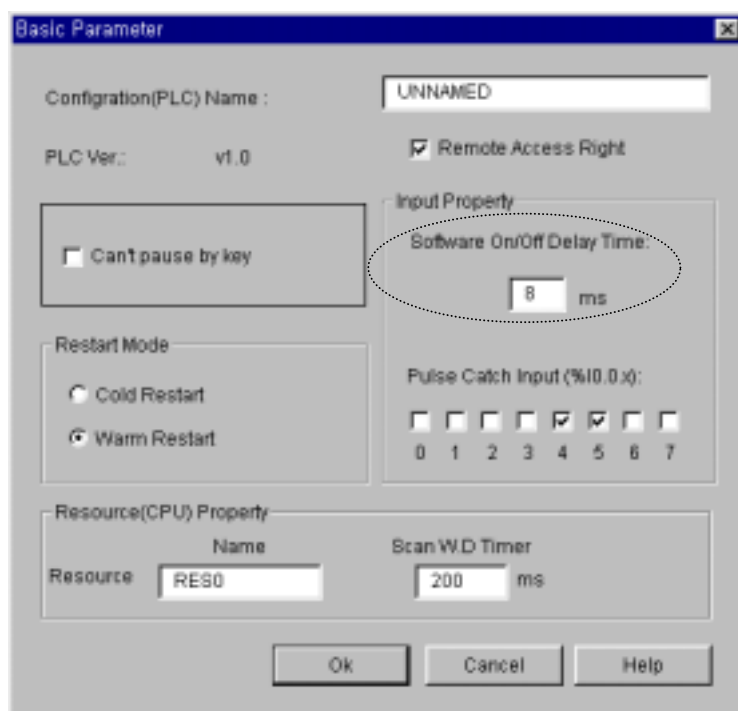 Basic Parameter
Configration(PLC) Name :
UNNAMED
PLC Ver.: v1.0
Remote Access Right
Can't pause by key
Input Property
Software On/Off Delay Time:
8 ms
Restart Mode
Cold Restart
Warm Restart
Pulse Catch Input (%I0.0.x):
0 1 2 3 4 5 6 7
Resource(CPU) Property
Name Scan W.D Timer
Resource RES0 200 ms
Ok Cancel Help